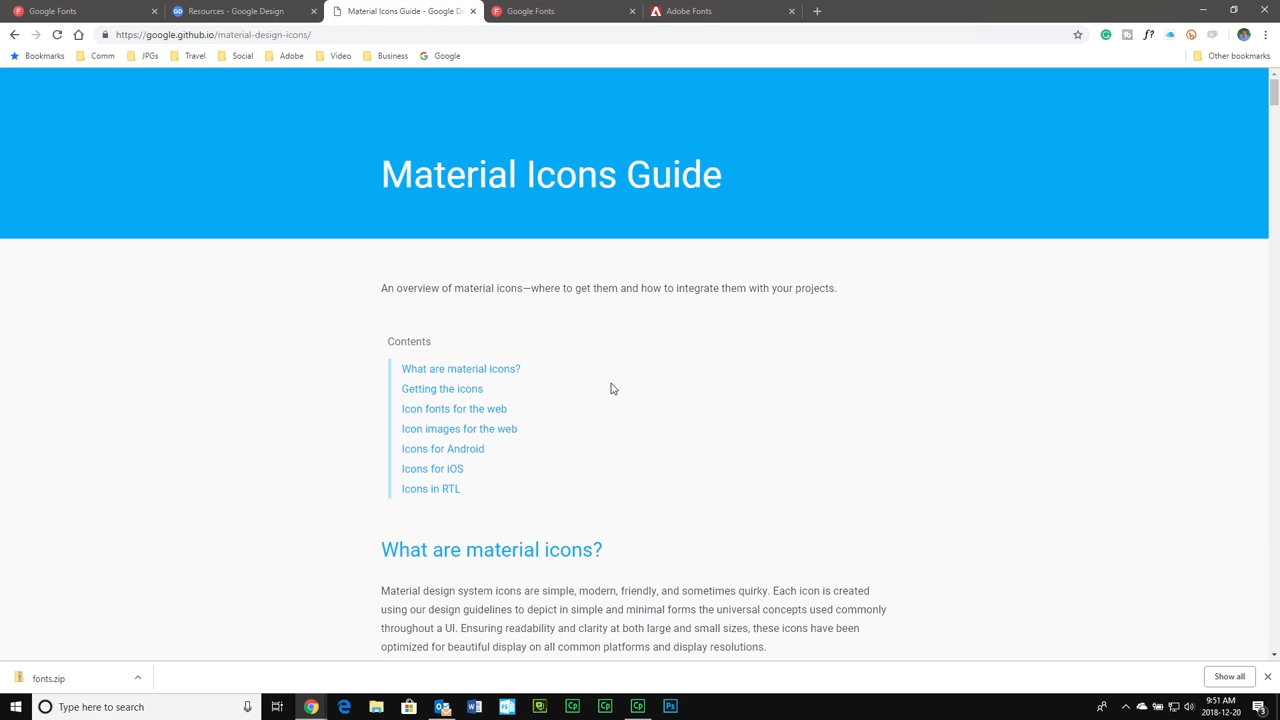 Google Fonts
Resources - Google Design
Material Icons Guide - Google D
Google Fonts
Adobe Fonts
https://google.github.io/material-design-icons/
Bookmarks
Comm
JPGs
Travel
Social
Adobe
Video
Business
Google
Other bookmarks
Material Icons Guide
An overview of material icons—where to get them and how to integrate them with your projects.
Contents
What are material icons?
Getting the icons
Icon fonts for the web
Icon images for the web
Icons for Android
Icons for iOS
Icons in RTL
What are material icons?
Material design system icons are simple, modern, friendly, and sometimes quirky. Each icon is created
using our design guidelines to depict in simple and minimal forms the universal concepts used commonly
throughout a UI. Ensuring readability and clarity at both large and small sizes, these icons have been
optimized for beautiful display on all common platforms and display resolutions.
fonts.zip
Show all
Type here to search
9:51 AM
2018-12-20